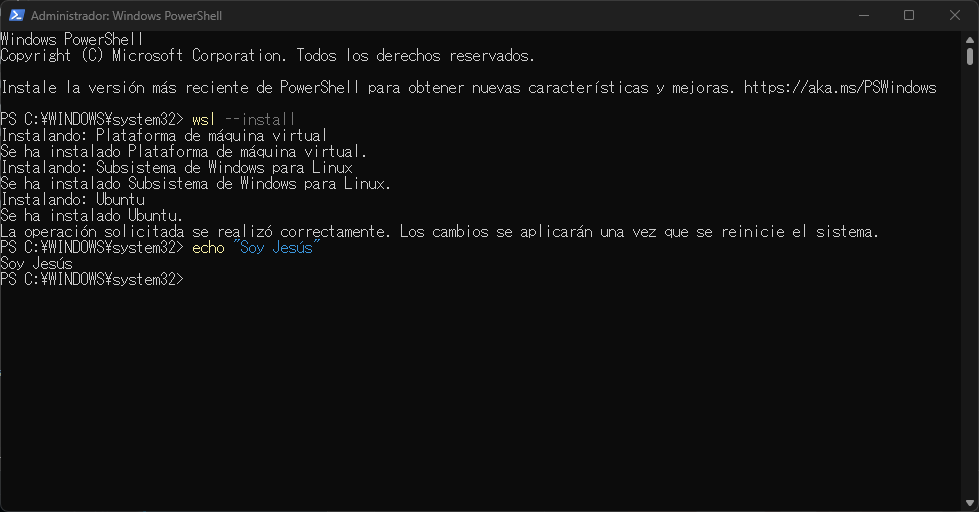 Administrador: Windows PowerShell
Windows PowerShell
Copyright (C) Microsoft Corporation. Todos los derechos reservados.
Instale la versión más reciente de PowerShell para obtener nuevas características y mejoras. https://aka.ms/PSWindows
PS C:¥WINDOWS¥system32> wsl --install
Instalando: Plataforma de máquina virtual
Se ha instalado Plataforma de máquina virtual.
Instalando: Subsistema de Windows para Linux
Se ha instalado Subsistema de Windows para Linux.
Instalando: Ubuntu
Se ha instalado Ubuntu.
La operación solicitada se realizó correctamente. Los cambios se aplicarán una vez que se reinicie el sistema.
PS C:¥WINDOWS¥system32> echo "Soy Jesús"
Soy Jesús
PS C:¥WINDOWS¥system32>